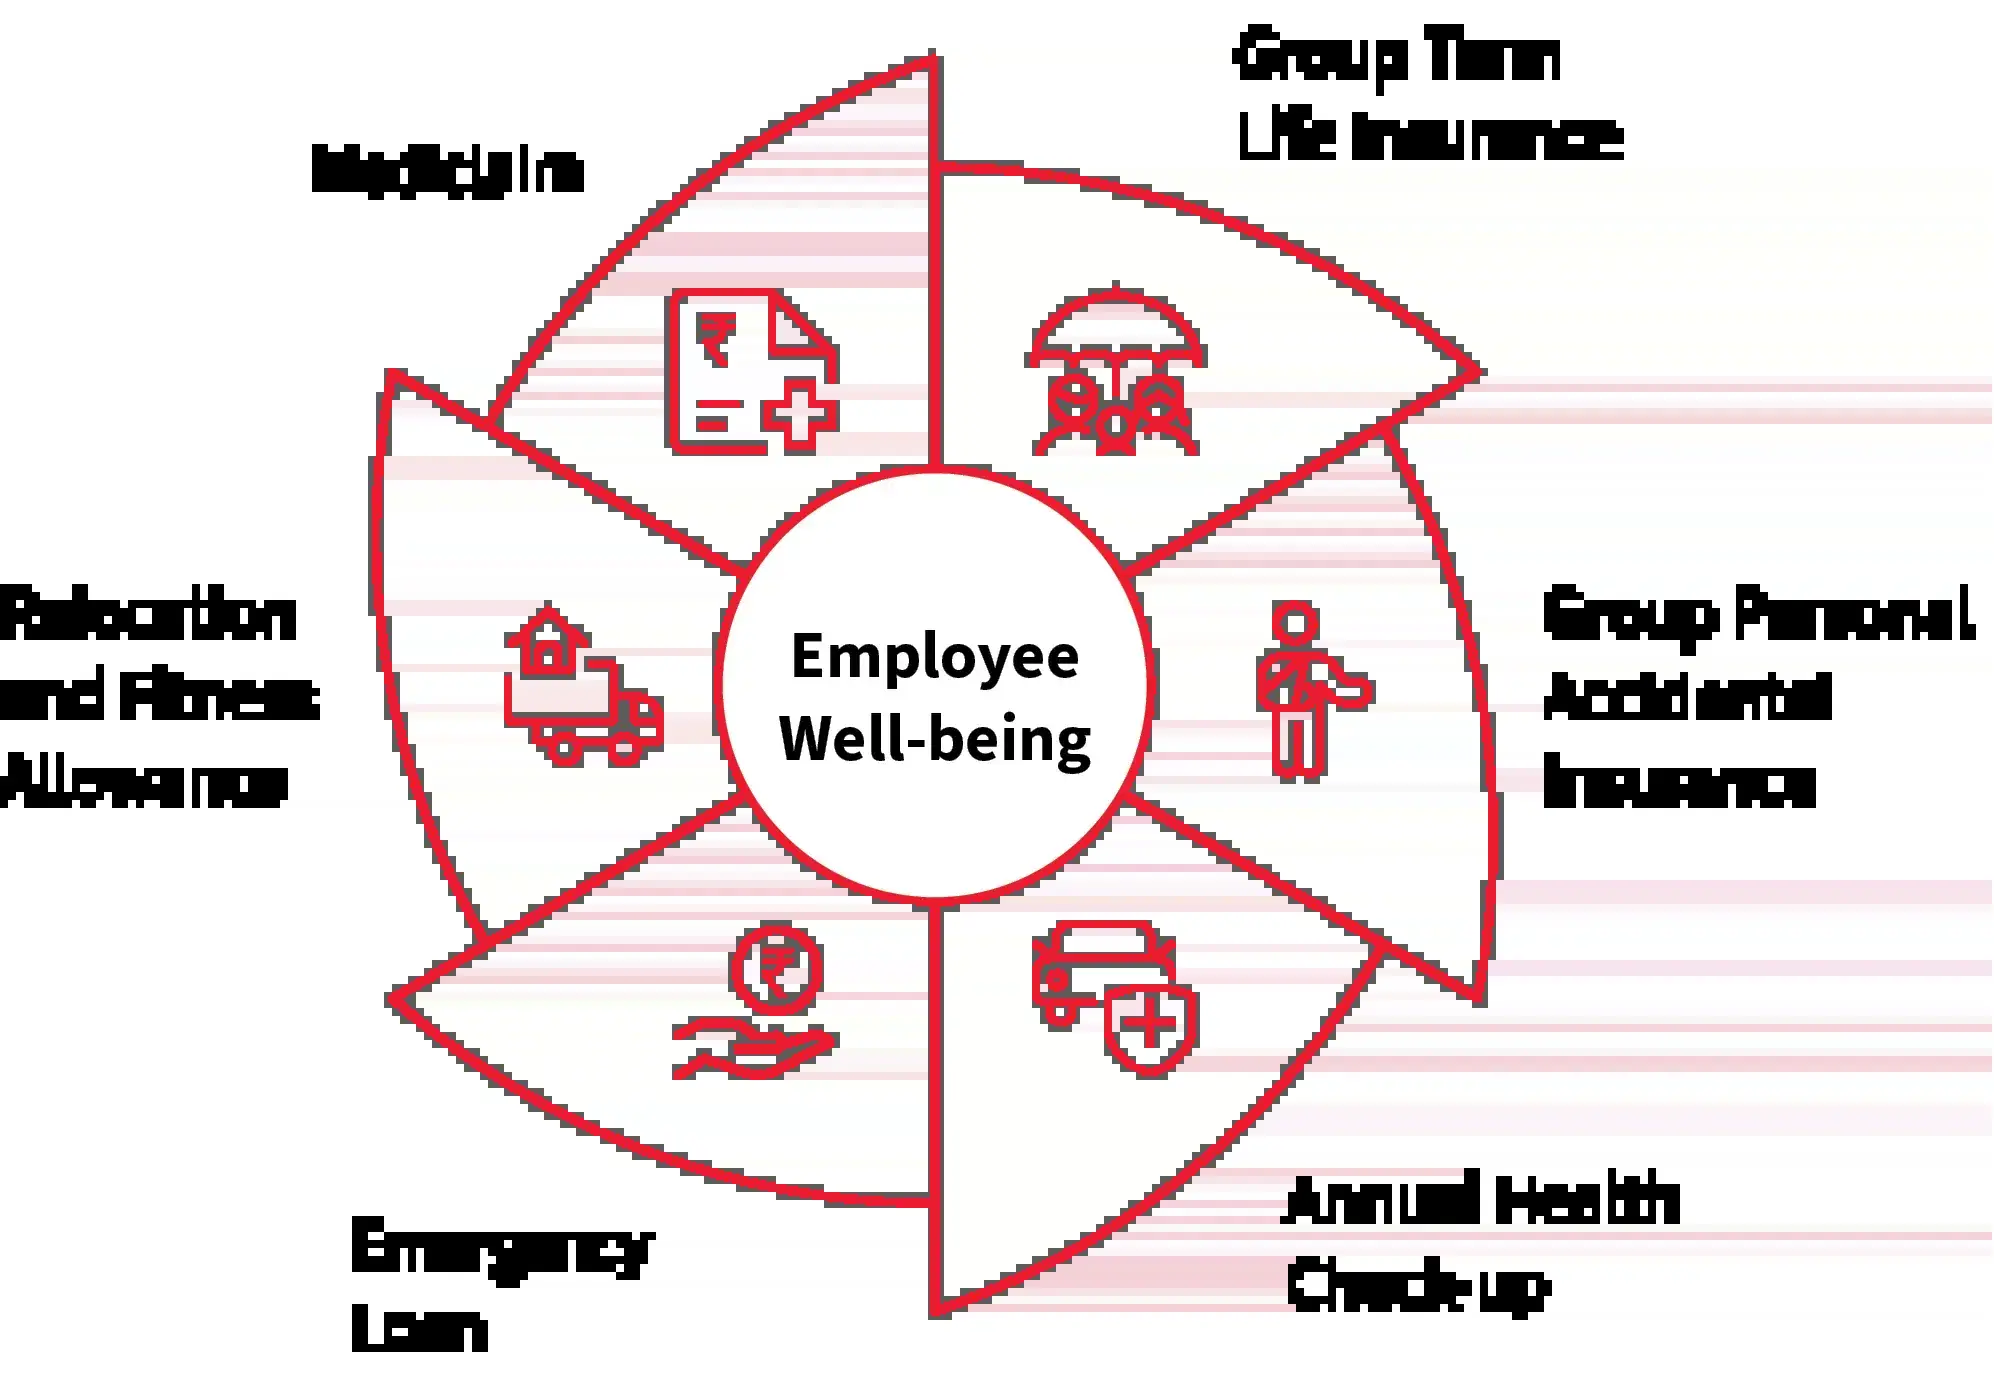 Group Term
Life Insurance
Relocation
and Fitness
Allowance
Employee
Well-being
Group Personal
Accidental
Insurance
Annual Health
Check-up
Emergency
Loan